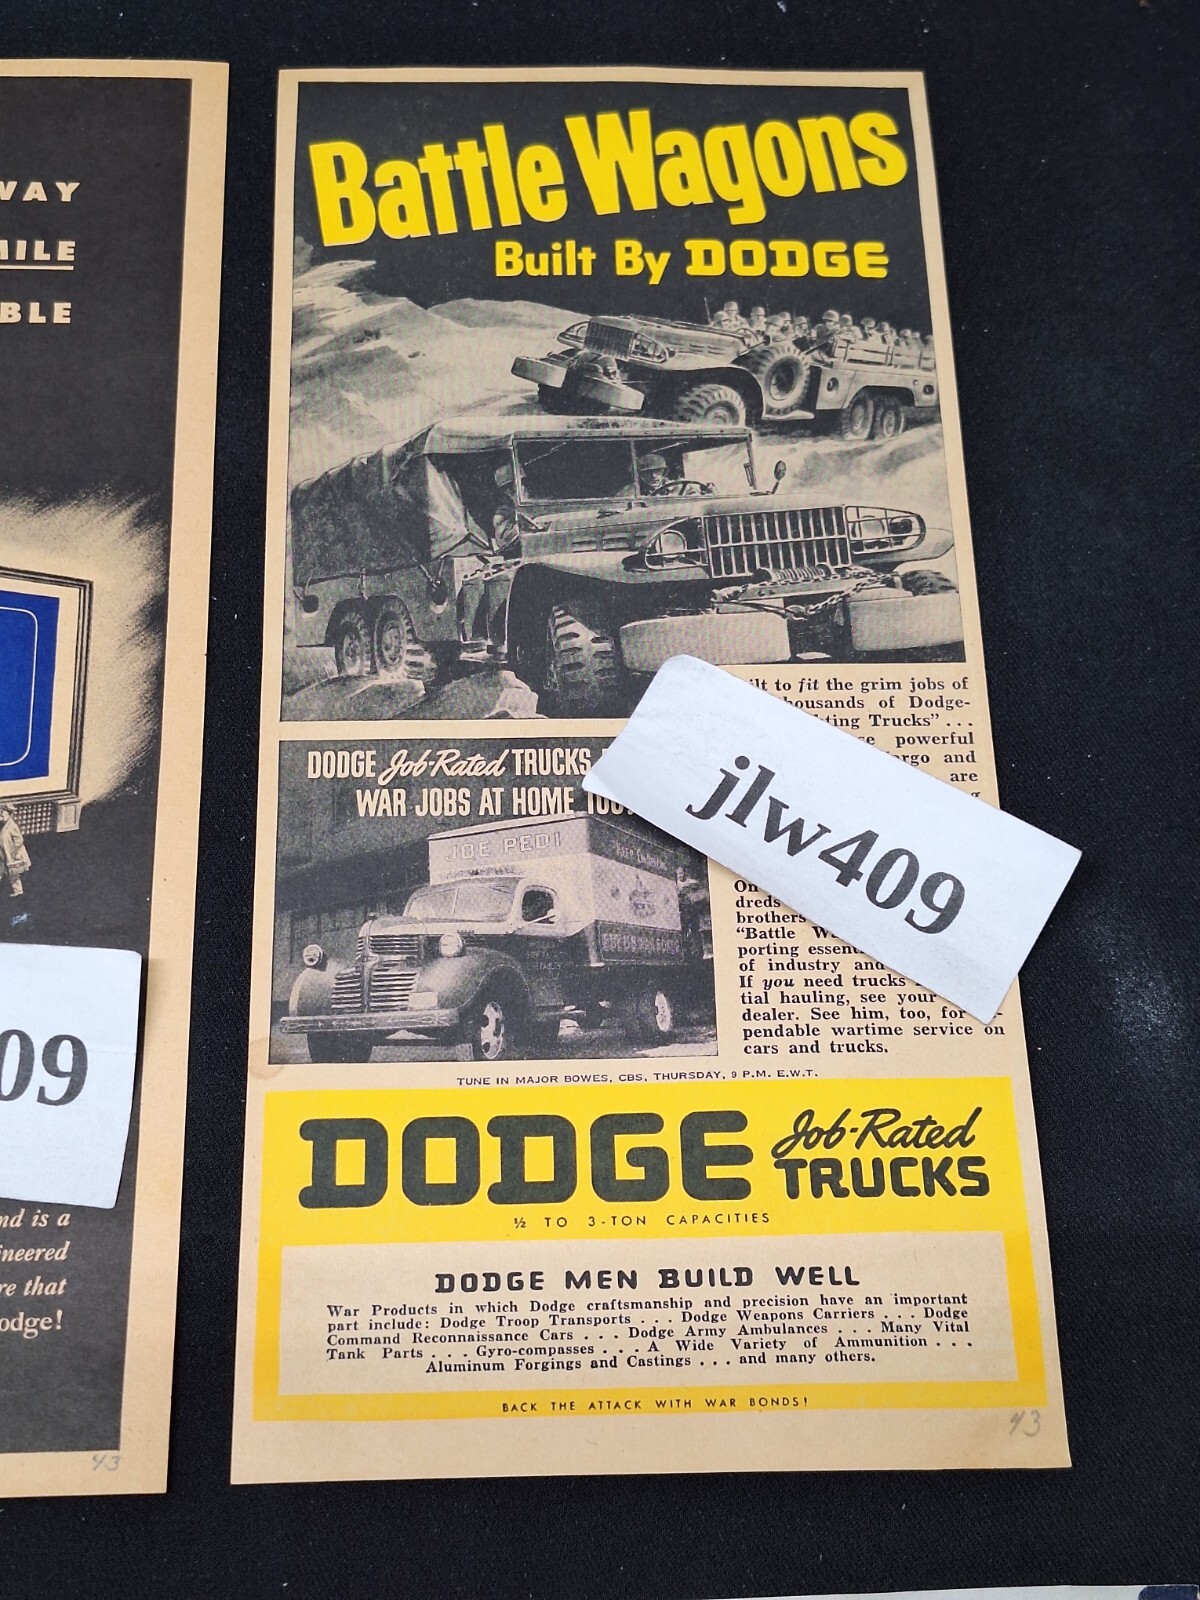 WAY
MILE
BLE
09
nd is a
ineered
re that
odge!
43
Battle Wagons
Built By DODGE
ilt to fit the grim jobs of
thousands of Dodge-
ting Trucks" . . .
powerful
argo and
are
DODGE Job-Rated TRUCKS
WAR JOBS AT HOME TOO!
JOE PEDI
jlw409
On
dreds
brothers
"Battle
porting
of industry and
If you need trucks
tial hauling, see your
dealer. See him, too, for
pendable wartime service on
cars and trucks.
TUNE IN MAJOR BOWES, CBS, THURSDAY, 9 P.M. E.W.T.
DODGE Job-Rated TRUCKS
½ TO 3-TON CAPACITIES
DODGE MEN BUILD WELL
War Products in which Dodge craftsmanship and precision have an important
part include: Dodge Troop Transports . . . Dodge Weapons Carriers . . . Dodge
Command Reconnaissance Cars . . . Dodge Army Ambulances . . . Many Vital
Tank Parts . . . Gyro-compasses . . . A Wide Variety of Ammunition . . .
Aluminum Forgings and Castings . . . and many others.
BACK THE ATTACK WITH WAR BONDS!
43